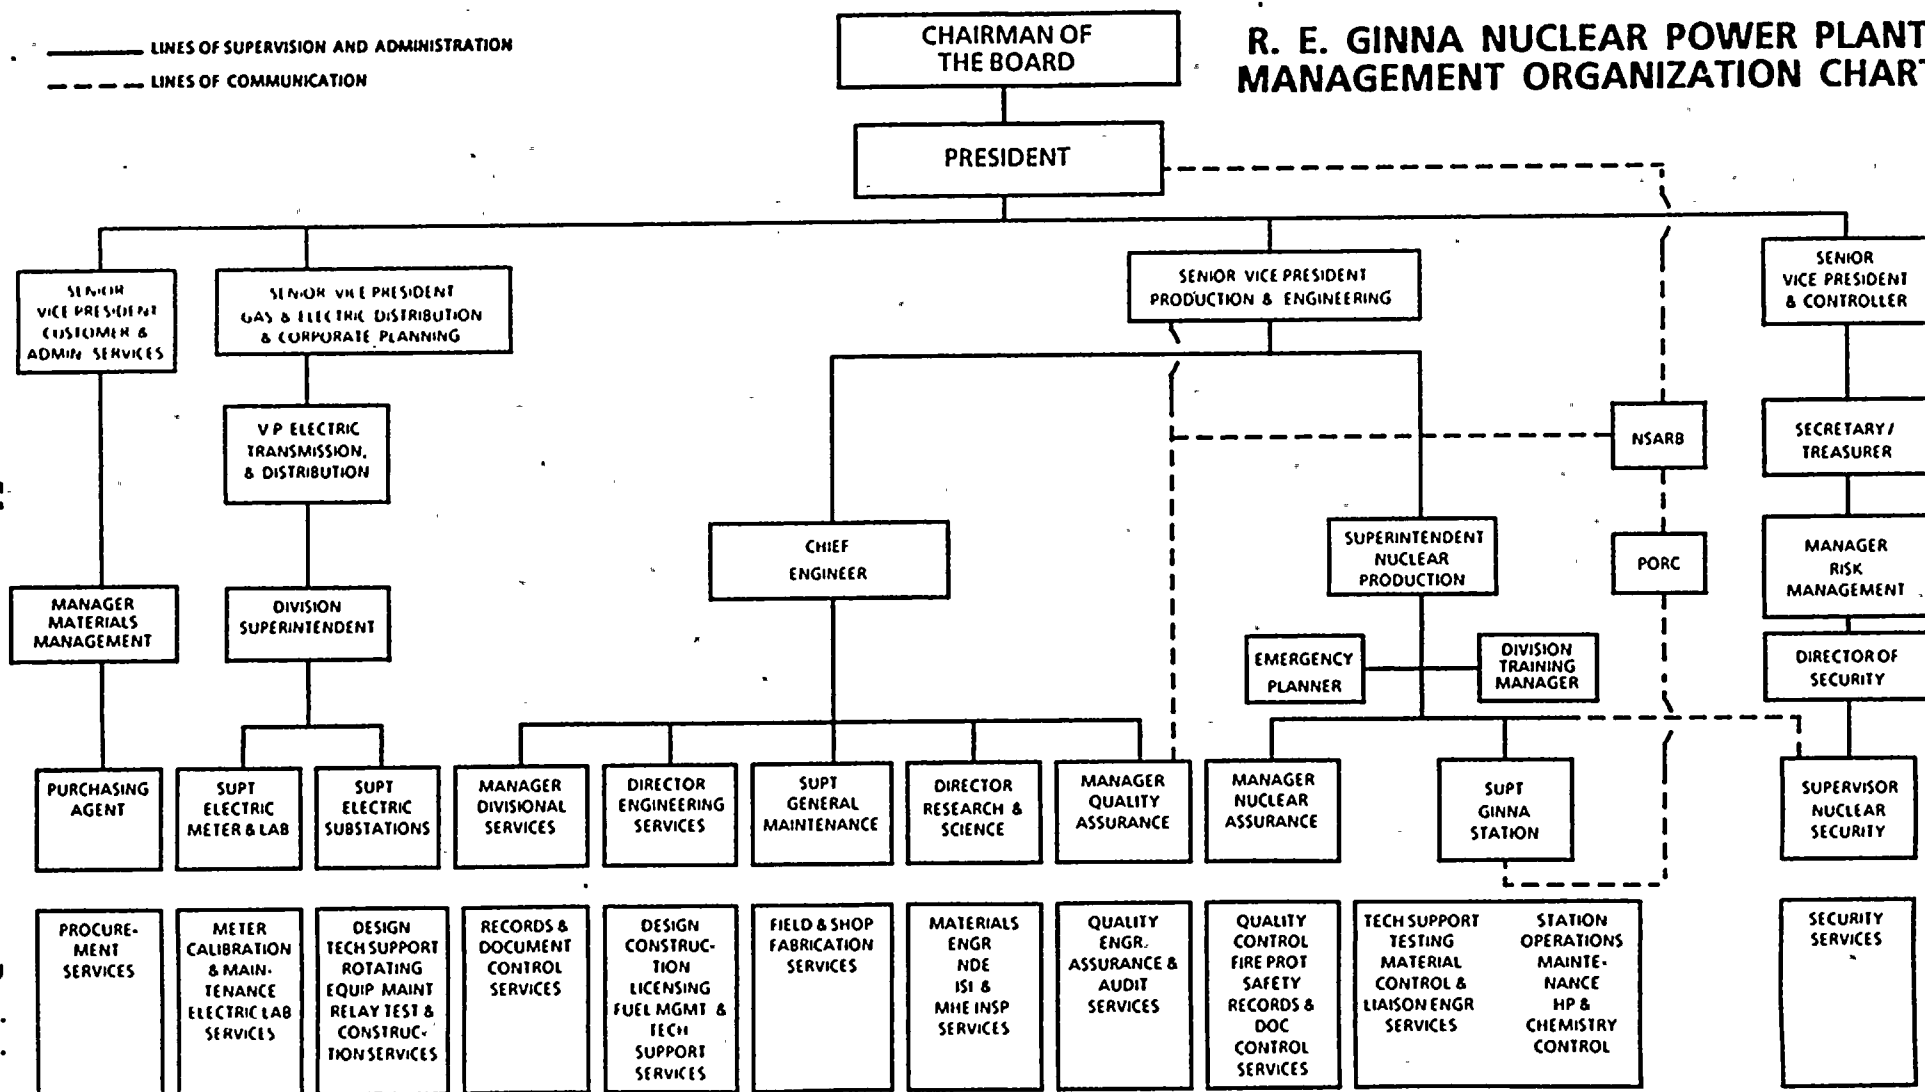 LINES OF SUPERVISION AND ADMINISTRATION
LINES OF COMMUNICATION
R. E. GINNA NUCLEAR POWER PLANT
MANAGEMENT ORGANIZATION CHART
CHAIRMAN OF
THE BOARD
PRESIDENT
SENIOR
VICE PRESIDENT
CUSTOMER &
ADMIN SERVICES
SENIOR VICE PRESIDENT
GAS & ELECTRIC DISTRIBUTION
& CORPORATE PLANNING
SENIOR VICE PRESIDENT
PRODUCTION & ENGINEERING
SENIOR
VICE PRESIDENT
& CONTROLLER
V P ELECTRIC
TRANSMISSION,
& DISTRIBUTION
NSARB
SECRETARY/
TREASURER
CHIEF
ENGINEER
SUPERINTENDENT
NUCLEAR
PRODUCTION
PORC
MANAGER
RISK
MANAGEMENT
MANAGER
MATERIALS
MANAGEMENT
DIVISION
SUPERINTENDENT
EMERGENCY
PLANNER
DIVISION
TRAINING
MANAGER
DIRECTOR OF
SECURITY
PURCHASING
AGENT
SUPT
ELECTRIC
METER & LAB
SUPT
ELECTRIC
SUBSTATIONS
MANAGER
DIVISIONAL
SERVICES
DIRECTOR
ENGINEERING
SERVICES
SUPT
GENERAL
MAINTENANCE
DIRECTOR
RESEARCH &
SCIENCE
MANAGER
QUALITY
ASSURANCE
MANAGER
NUCLEAR
ASSURANCE
SUPT
GINNA
STATION
SUPERVISOR
NUCLEAR
SECURITY
PROCURE-
MENT
SERVICES
METER
CALIBRATION
& MAIN-
TENANCE
ELECTRIC LAB
SERVICES
DESIGN
TECH SUPPORT
ROTATING
EQUIP MAINT
RELAY TEST &
CONSTRUC-
TION SERVICES
RECORDS &
DOCUMENT
CONTROL
SERVICES
DESIGN
CONSTRUC-
TION
LICENSING
FUEL MGMT &
TECH
SUPPORT
SERVICES
FIELD & SHOP
FABRICATION
SERVICES
MATERIALS
ENGR
NDE
ISI &
MHE INSP
SERVICES
QUALITY
ENGR.
ASSURANCE &
AUDIT
SERVICES
QUALITY
CONTROL
FIRE PROT
SAFETY
RECORDS &
DOC
CONTROL
SERVICES
TECH SUPPORT
TESTING
MATERIAL
CONTROL &
LIAISON ENGR
SERVICES
STATION
OPERATIONS
MAINTE-
NANCE
HP &
CHEMISTRY
CONTROL
SECURITY
SERVICES